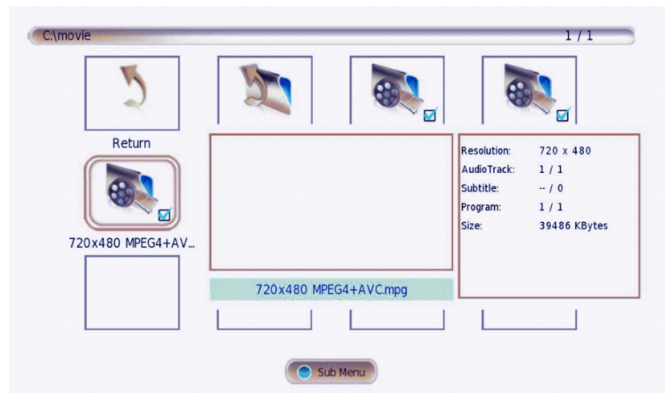 C:\movie 1 / 1
Return
Resolution: 720 x 480
AudioTrack: 1 / 1
Subtitle: -- / 0
Program: 1 / 1
Size: 39486 KBytes
720x480 MPEG4+AV...
720x480 MPEG4+AVC.mpg
Sub Menu